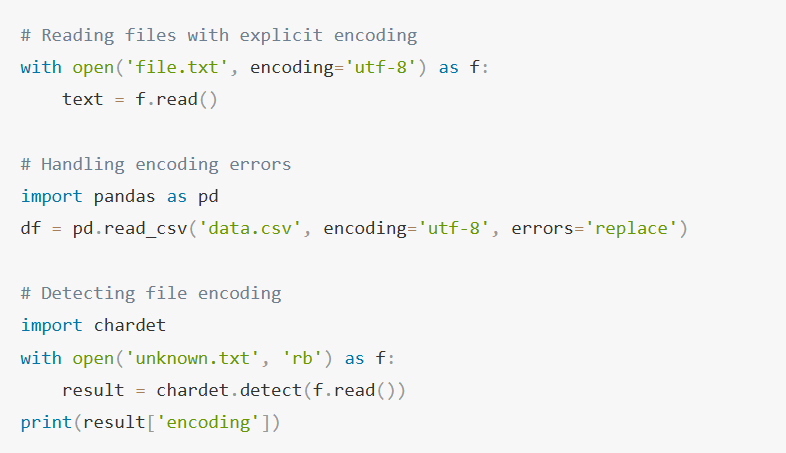 # Reading files with explicit encoding
with open('file.txt', encoding='utf-8') as f:
    text = f.read()

# Handling encoding errors
import pandas as pd
df = pd.read_csv('data.csv', encoding='utf-8', errors='replace')

# Detecting file encoding
import chardet
with open('unknown.txt', 'rb') as f:
    result = chardet.detect(f.read())
print(result['encoding'])